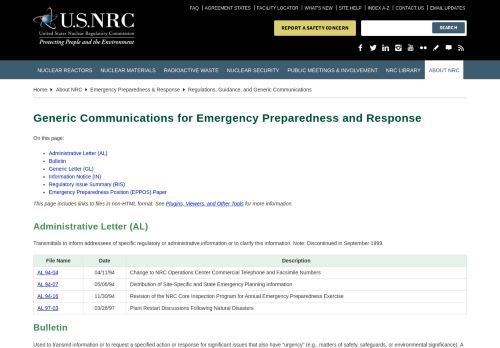 FAQ | AGREEMENT STATES | FACILITY LOCATOR | WHAT'S NEW | SITE HELP | INDEX A-Z | CONTACT US | EMAIL UPDATES
U.S.NRC
United States Nuclear Regulatory Commission
Protecting People and the Environment
REPORT A SAFETY CONCERN
SEARCH
NUCLEAR REACTORS NUCLEAR MATERIALS RADIOACTIVE WASTE NUCLEAR SECURITY PUBLIC MEETINGS & INVOLVEMENT NRC LIBRARY ABOUT NRC
Home About NRC Emergency Preparedness & Response Regulations, Guidance, and Generic Communications
Generic Communications for Emergency Preparedness and Response
On this page:
Administrative Letter (AL)
Bulletin
Generic Letter (GL)
Information Notice (IN)
Regulatory Issue Summary (RIS)
Emergency Preparedness Position (EPPOS) Paper
This page includes links to files in non-HTML format. See Plugins, Viewers, and Other Tools for more information.
Administrative Letter (AL)
Transmittals to inform addressees of specific regulatory or administrative information or to clarify this information. Note: Discontinued in September 1999.
File Name Date Description
AL 94-04 04/11/94 Change to NRC Operations Center Commercial Telephone and Facsimile Numbers
AL 94-07 05/06/94 Distribution of Site-Specific and State Emergency Planning information
AL 94-16 11/30/94 Revision of the NRC Core Inspection Program for Annual Emergency Preparedness Exercise
AL 97-03 03/28/97 Plant Restart Discussions Following Natural Disasters
Bulletin
Used to transmit information or to request a specified action or response for significant issues that also have "urgency" (e.g., matters of safety, safeguards, or environmental significance). A